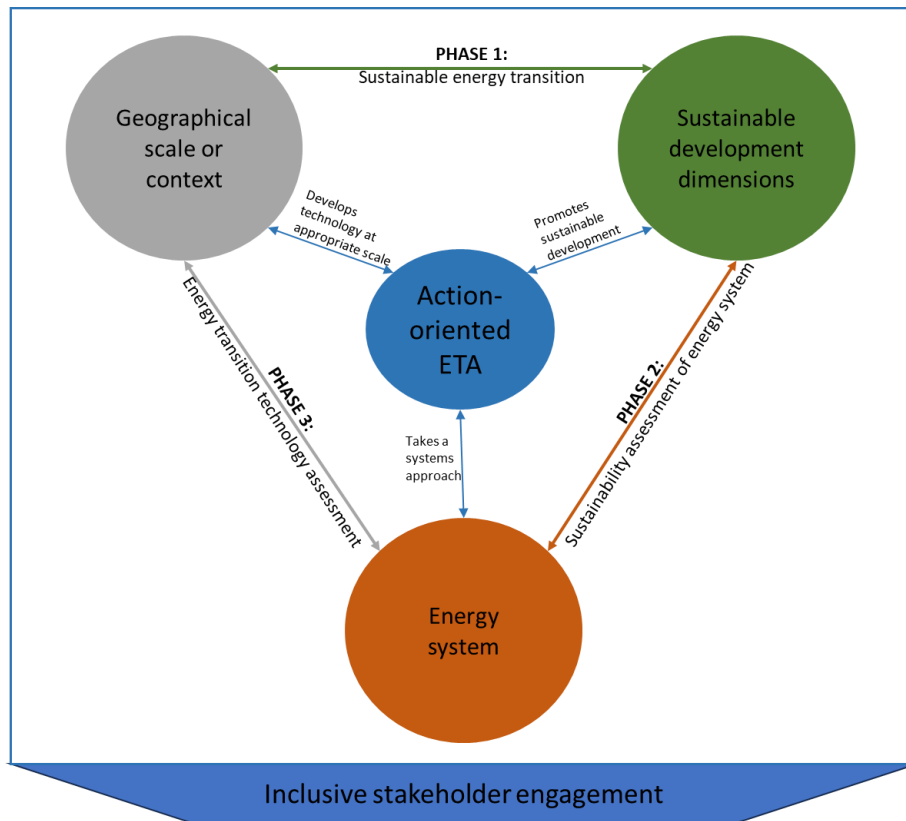 PHASE 1:
Sustainable energy transition
Geographical
scale or
context
Sustainable
development
dimensions
Develops
technology at
appropriate scale
Promotes
sustainable
development
Action-
oriented
ETA
PHASE 3:
Energy transition technology assessment
PHASE 2:
Sustainability assessment of energy system
Takes a
systems
approach
Energy
system
Inclusive stakeholder engagement